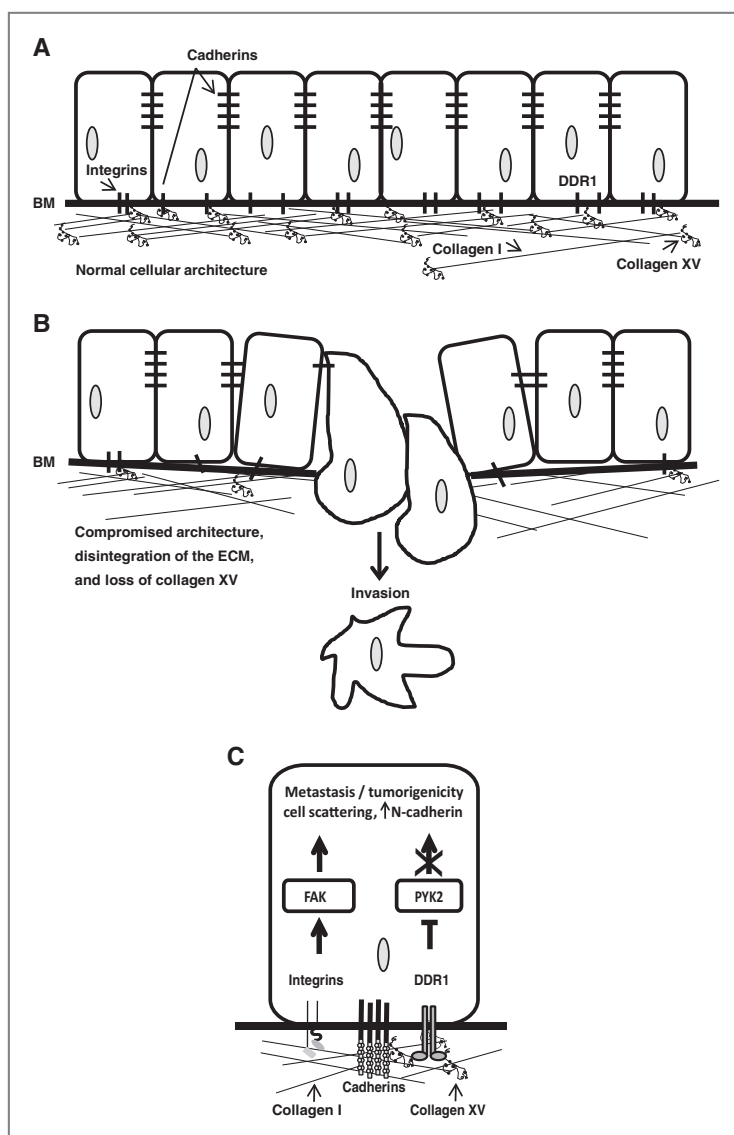 A
Cadherins
Integrins
DDR1
BM
Collagen I
Normal cellular architecture
Collagen XV
B
BM
Compromised architecture,
disintegration of the ECM,
and loss of collagen XV
Invasion
C
Metastasis / tumorigenicity
cell scattering, ↑N-cadherin
FAK
PYK2
Integrins
DDR1
Cadherins
Collagen I
Collagen XV